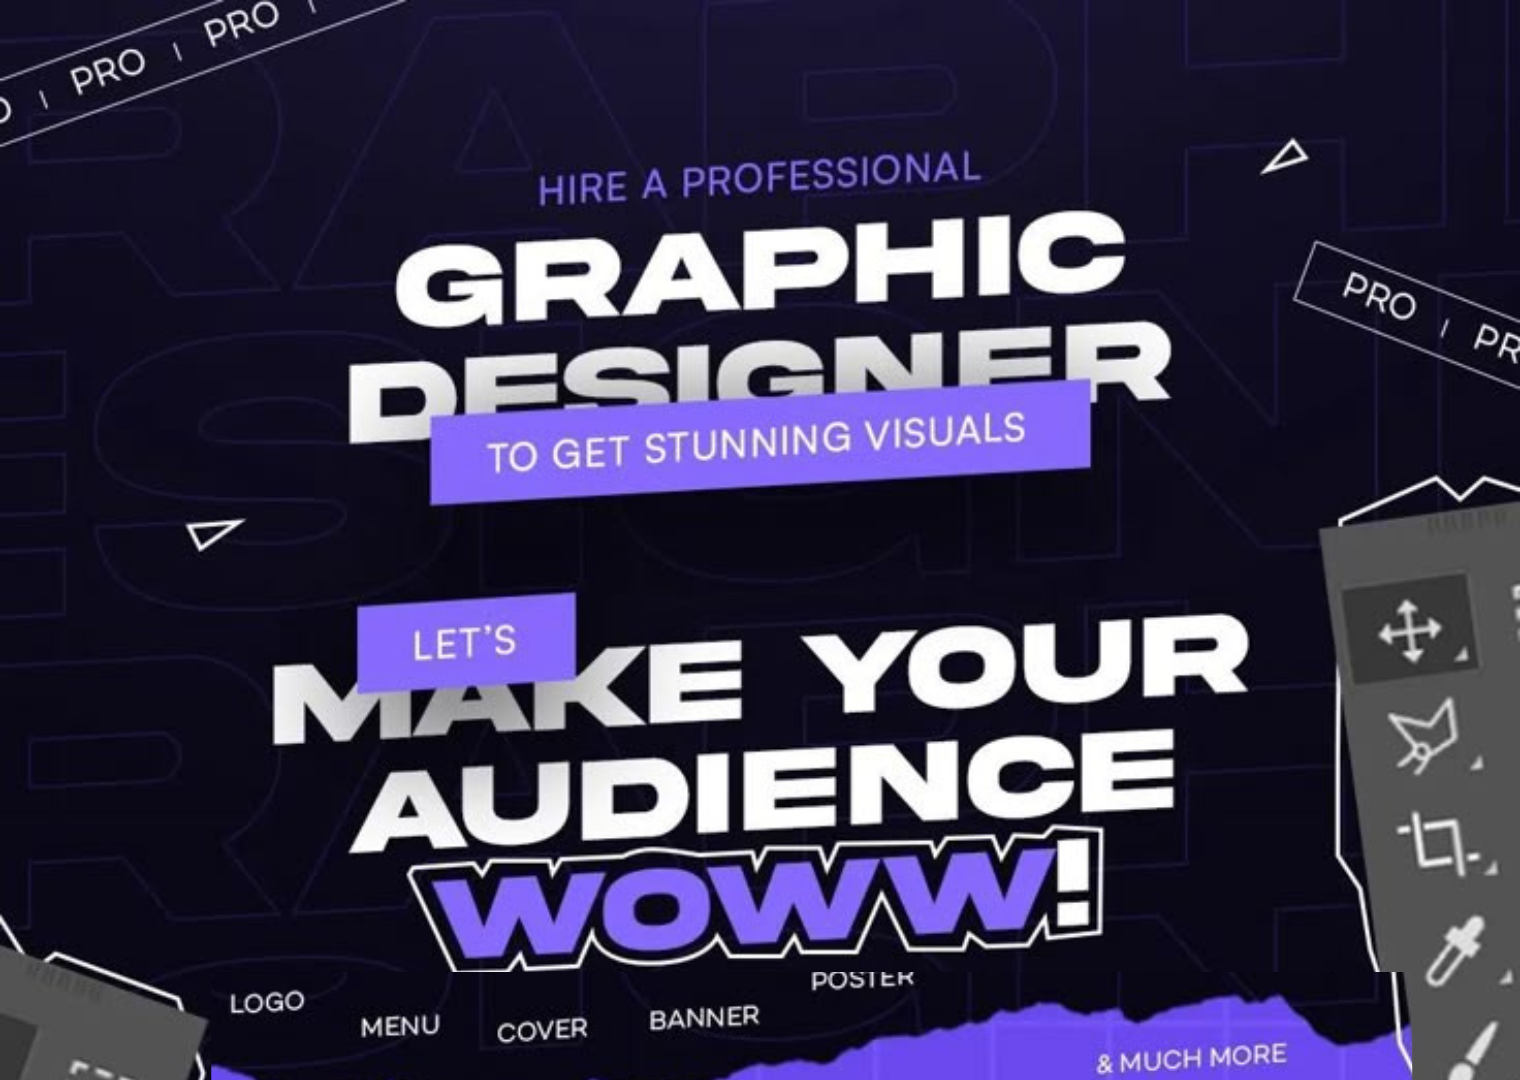 PRO | PRO |
HIRE A PROFESSIONAL
GRAPHIC
DESIGNER
TO GET STUNNING VISUALS
PRO |
LET'S
MAKE YOUR
AUDIENCE
WOWW!
LOGO
MENU
COVER
BANNER
POSTER
& MUCH MORE